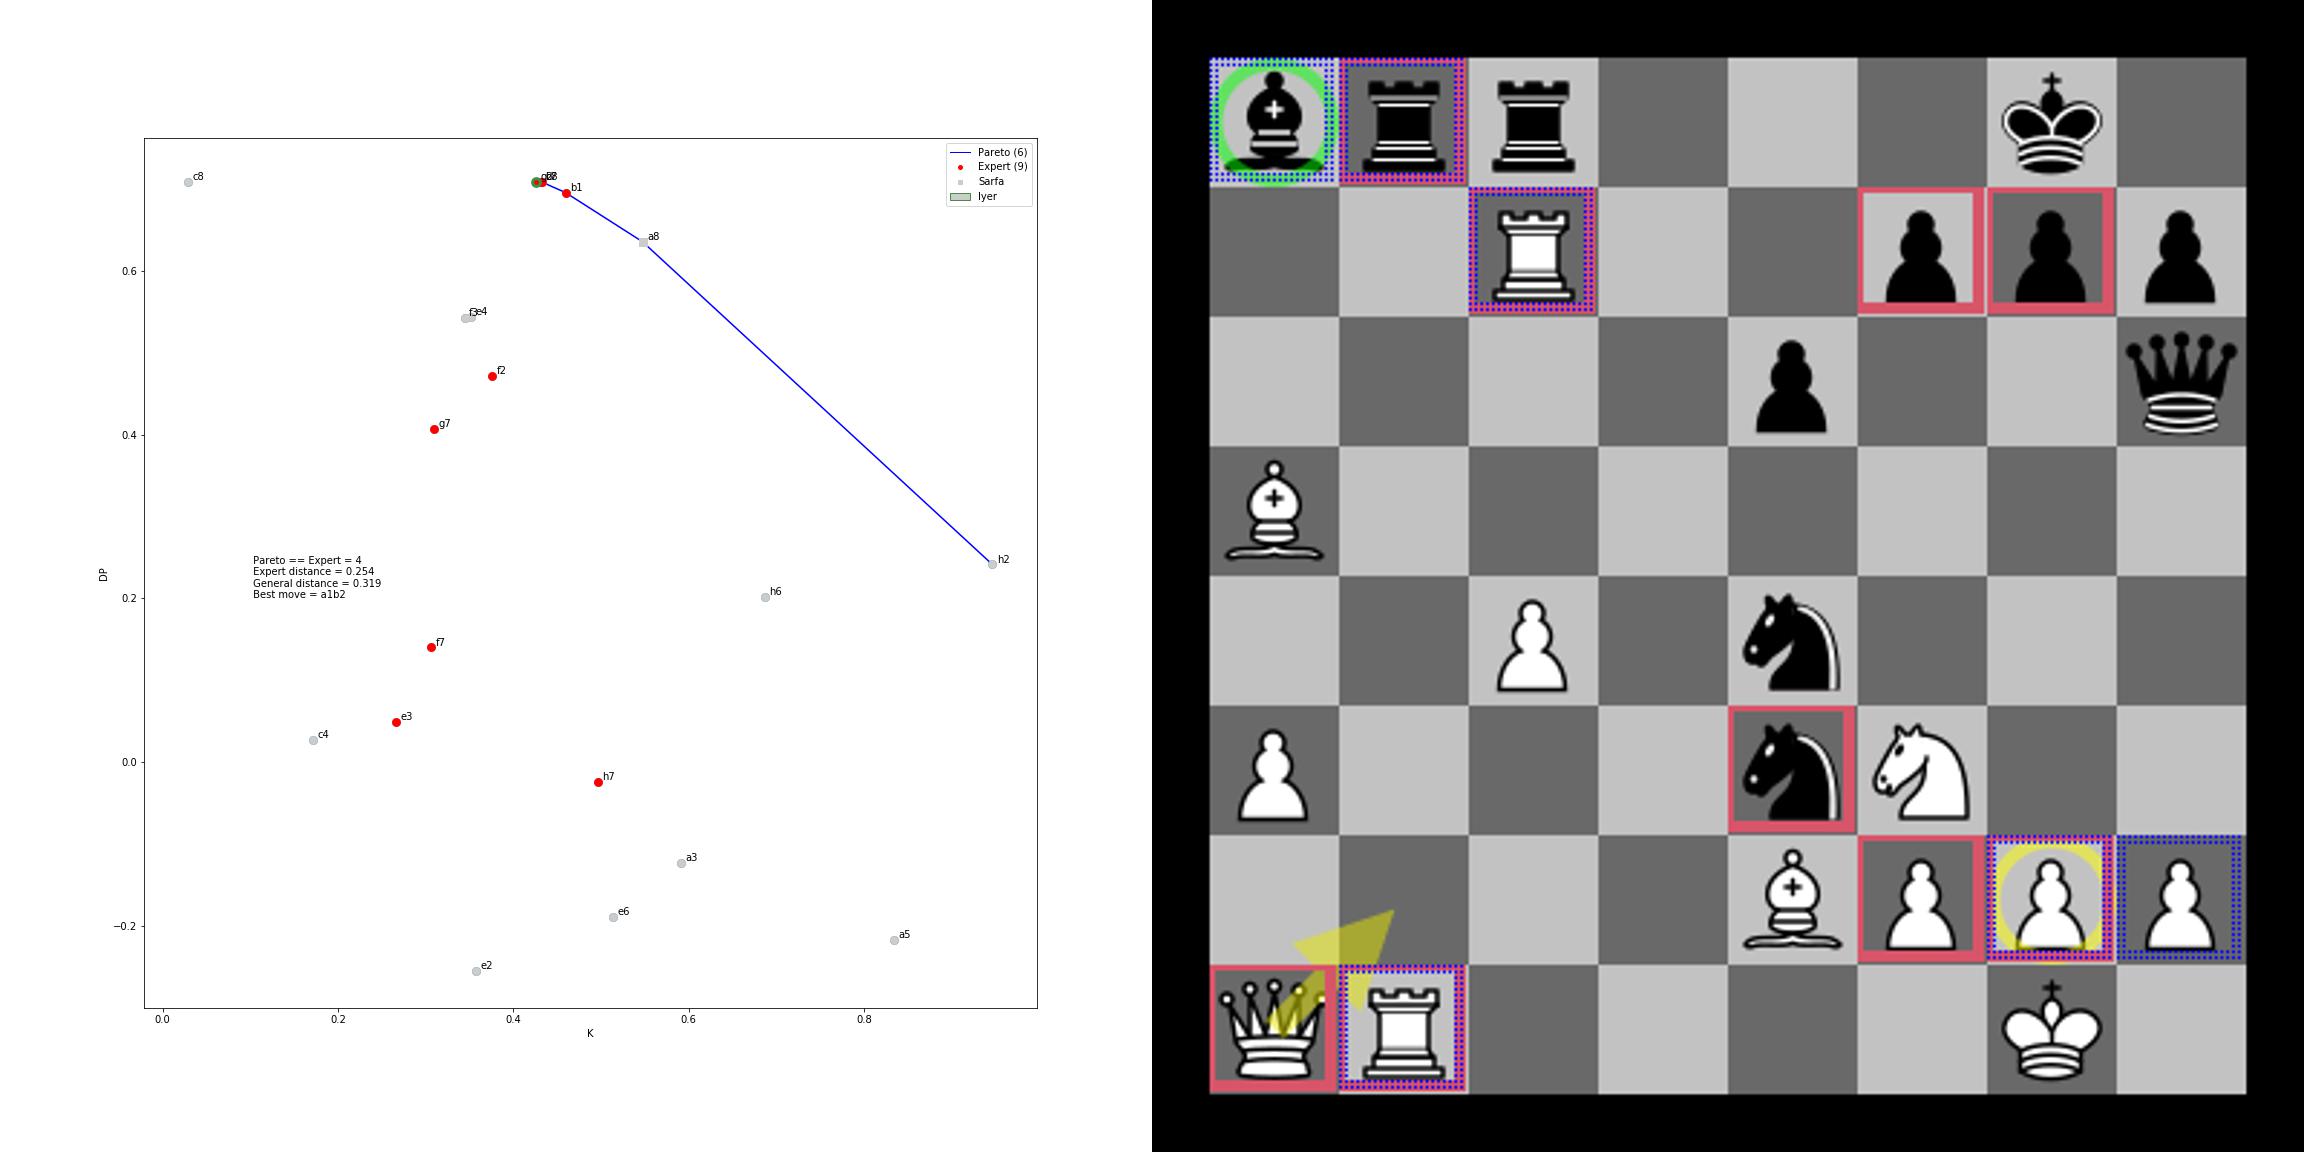 Pareto (6)
Expert (9)
Sarfa
Iyer
c8
b1
a8
0.6
f3
e4
f2
0.4
g7
Pareto == Expert = 4
Expert distance = 0.254
General distance = 0.319
Best move = a1b2
DP
h2
h6
0.2
f7
e3
c4
0.0
h7
a3
e6
−0.2
a5
e2
0.0
0.2
0.4
0.6
0.8
K